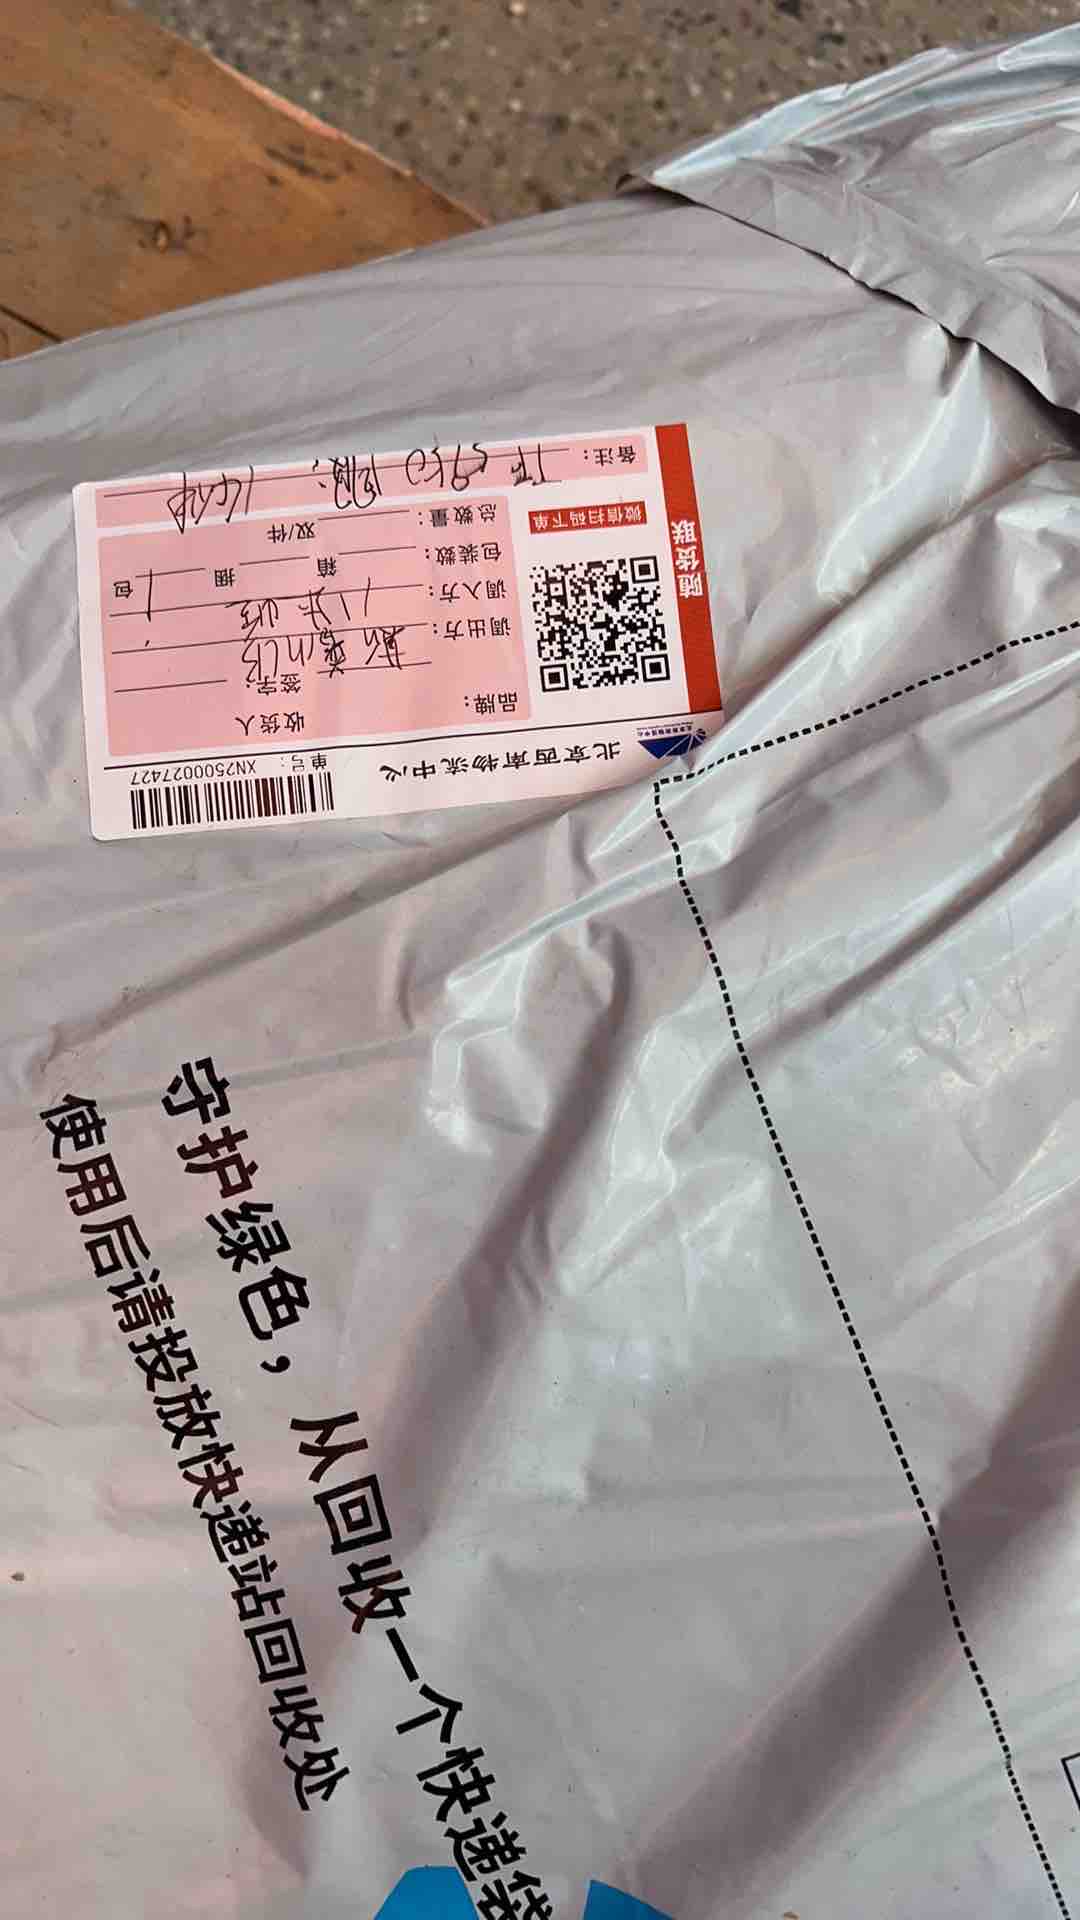 北京西南物流中心
单号: XN2500027427
品牌:
收货人
签字:
调出方:
调入方:
包装数: 箱 捆 1 包
总数量: 双/件
备注:
微信扫码下单
随货联
守护绿色，从回收一个快递袋
使用后请投放快递站回收处